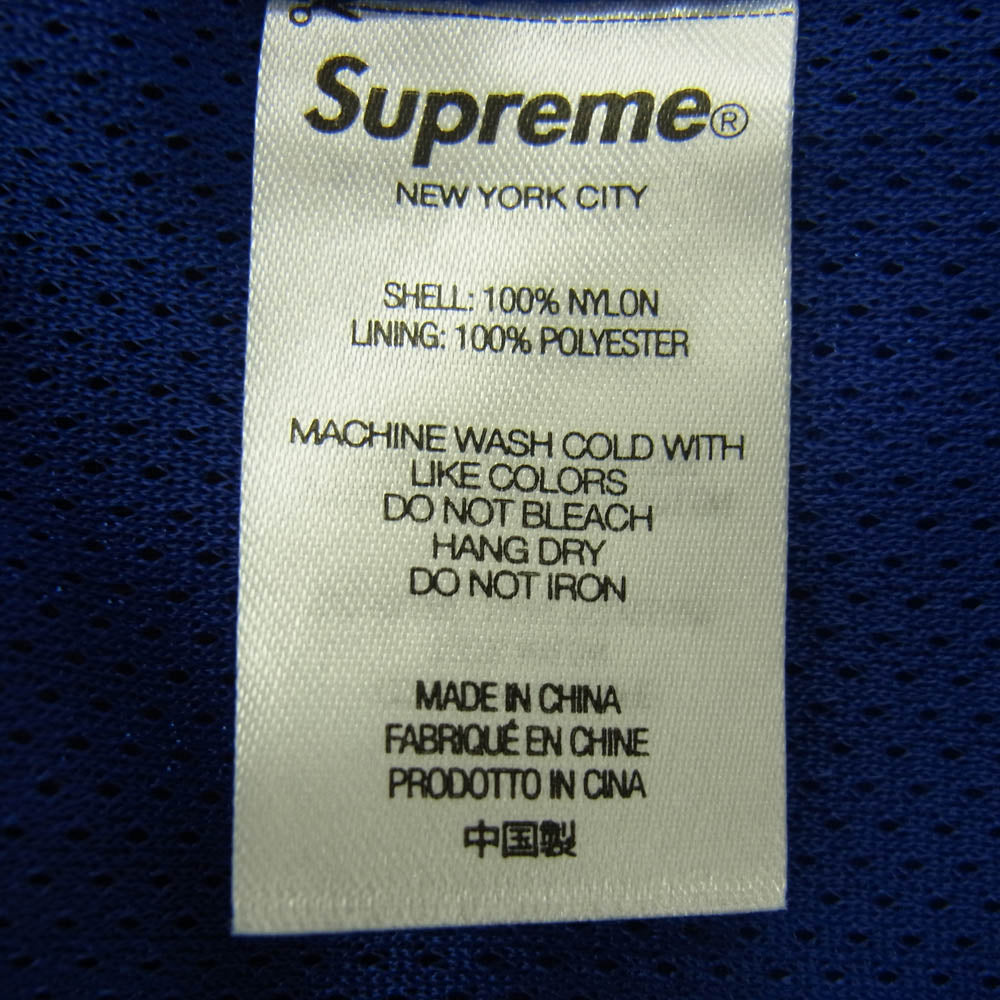 Supreme®
NEW YORK CITY
SHELL: 100% NYLON
LINING: 100% POLYESTER
MACHINE WASH COLD WITH
LIKE COLORS
DO NOT BLEACH
HANG DRY
DO NOT IRON
MADE IN CHINA
FABRIQUÉ EN CHINE
PRODOTTO IN CINA
中国製